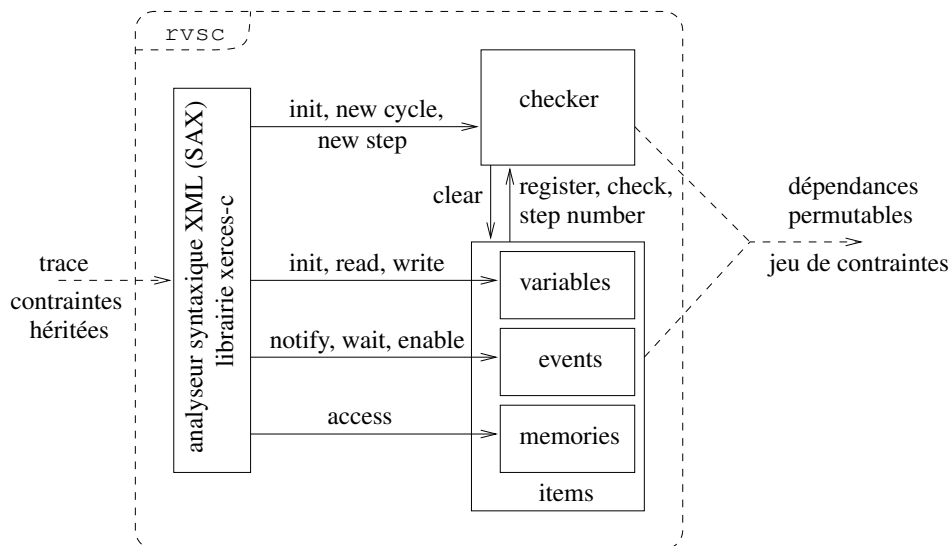 rvsc
analyseur syntaxique XML (SAX)
librairie xerces-c
init, new cycle,
new step
checker
clear
register, check,
step number
dépendances
permutables
jeu de contraintes
trace
contraintes
héritées
init, read, write
variables
notify, wait, enable
events
access
memories
items